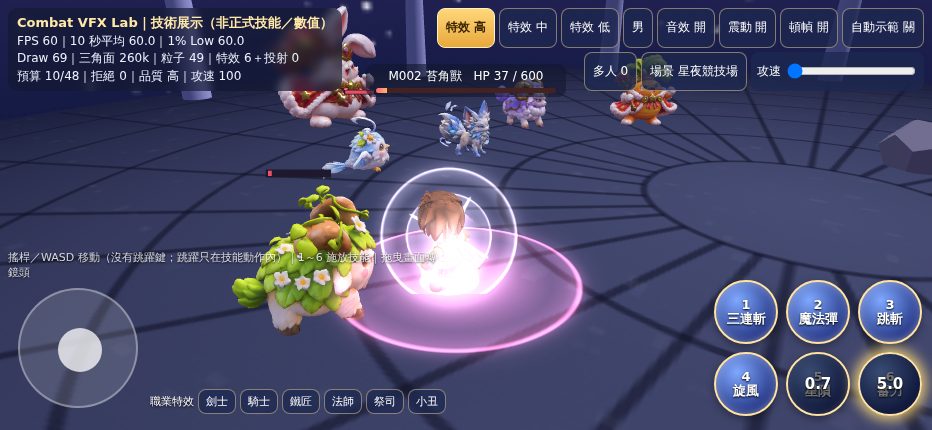 Combat VFX Lab｜技術展示（非正式技能／數值）
FPS 60｜10 秒平均 60.0｜1% Low 60.0
Draw 69｜三角面 260k｜粒子 49｜特效 6＋投射 0
預算 10/48｜拒絕 0｜品質 高｜攻速 100
特效 高
特效 中
特效 低
男
音效 開
震動 開
頓幀 開
自動示範 關
多人 0
場景 星夜競技場
攻速
M002 苔角獸 HP 37 / 600
搖桿／WASD 移動（沒有跳躍鍵；跳躍只在技能動作內）｜1～6 施放技能｜拖曳畫面轉
鏡頭
1
三連斬
2
魔法彈
3
跳斬
4
旋風
0.7
5.0
職業特效
劍士
騎士
鐵匠
法師
祭司
小丑